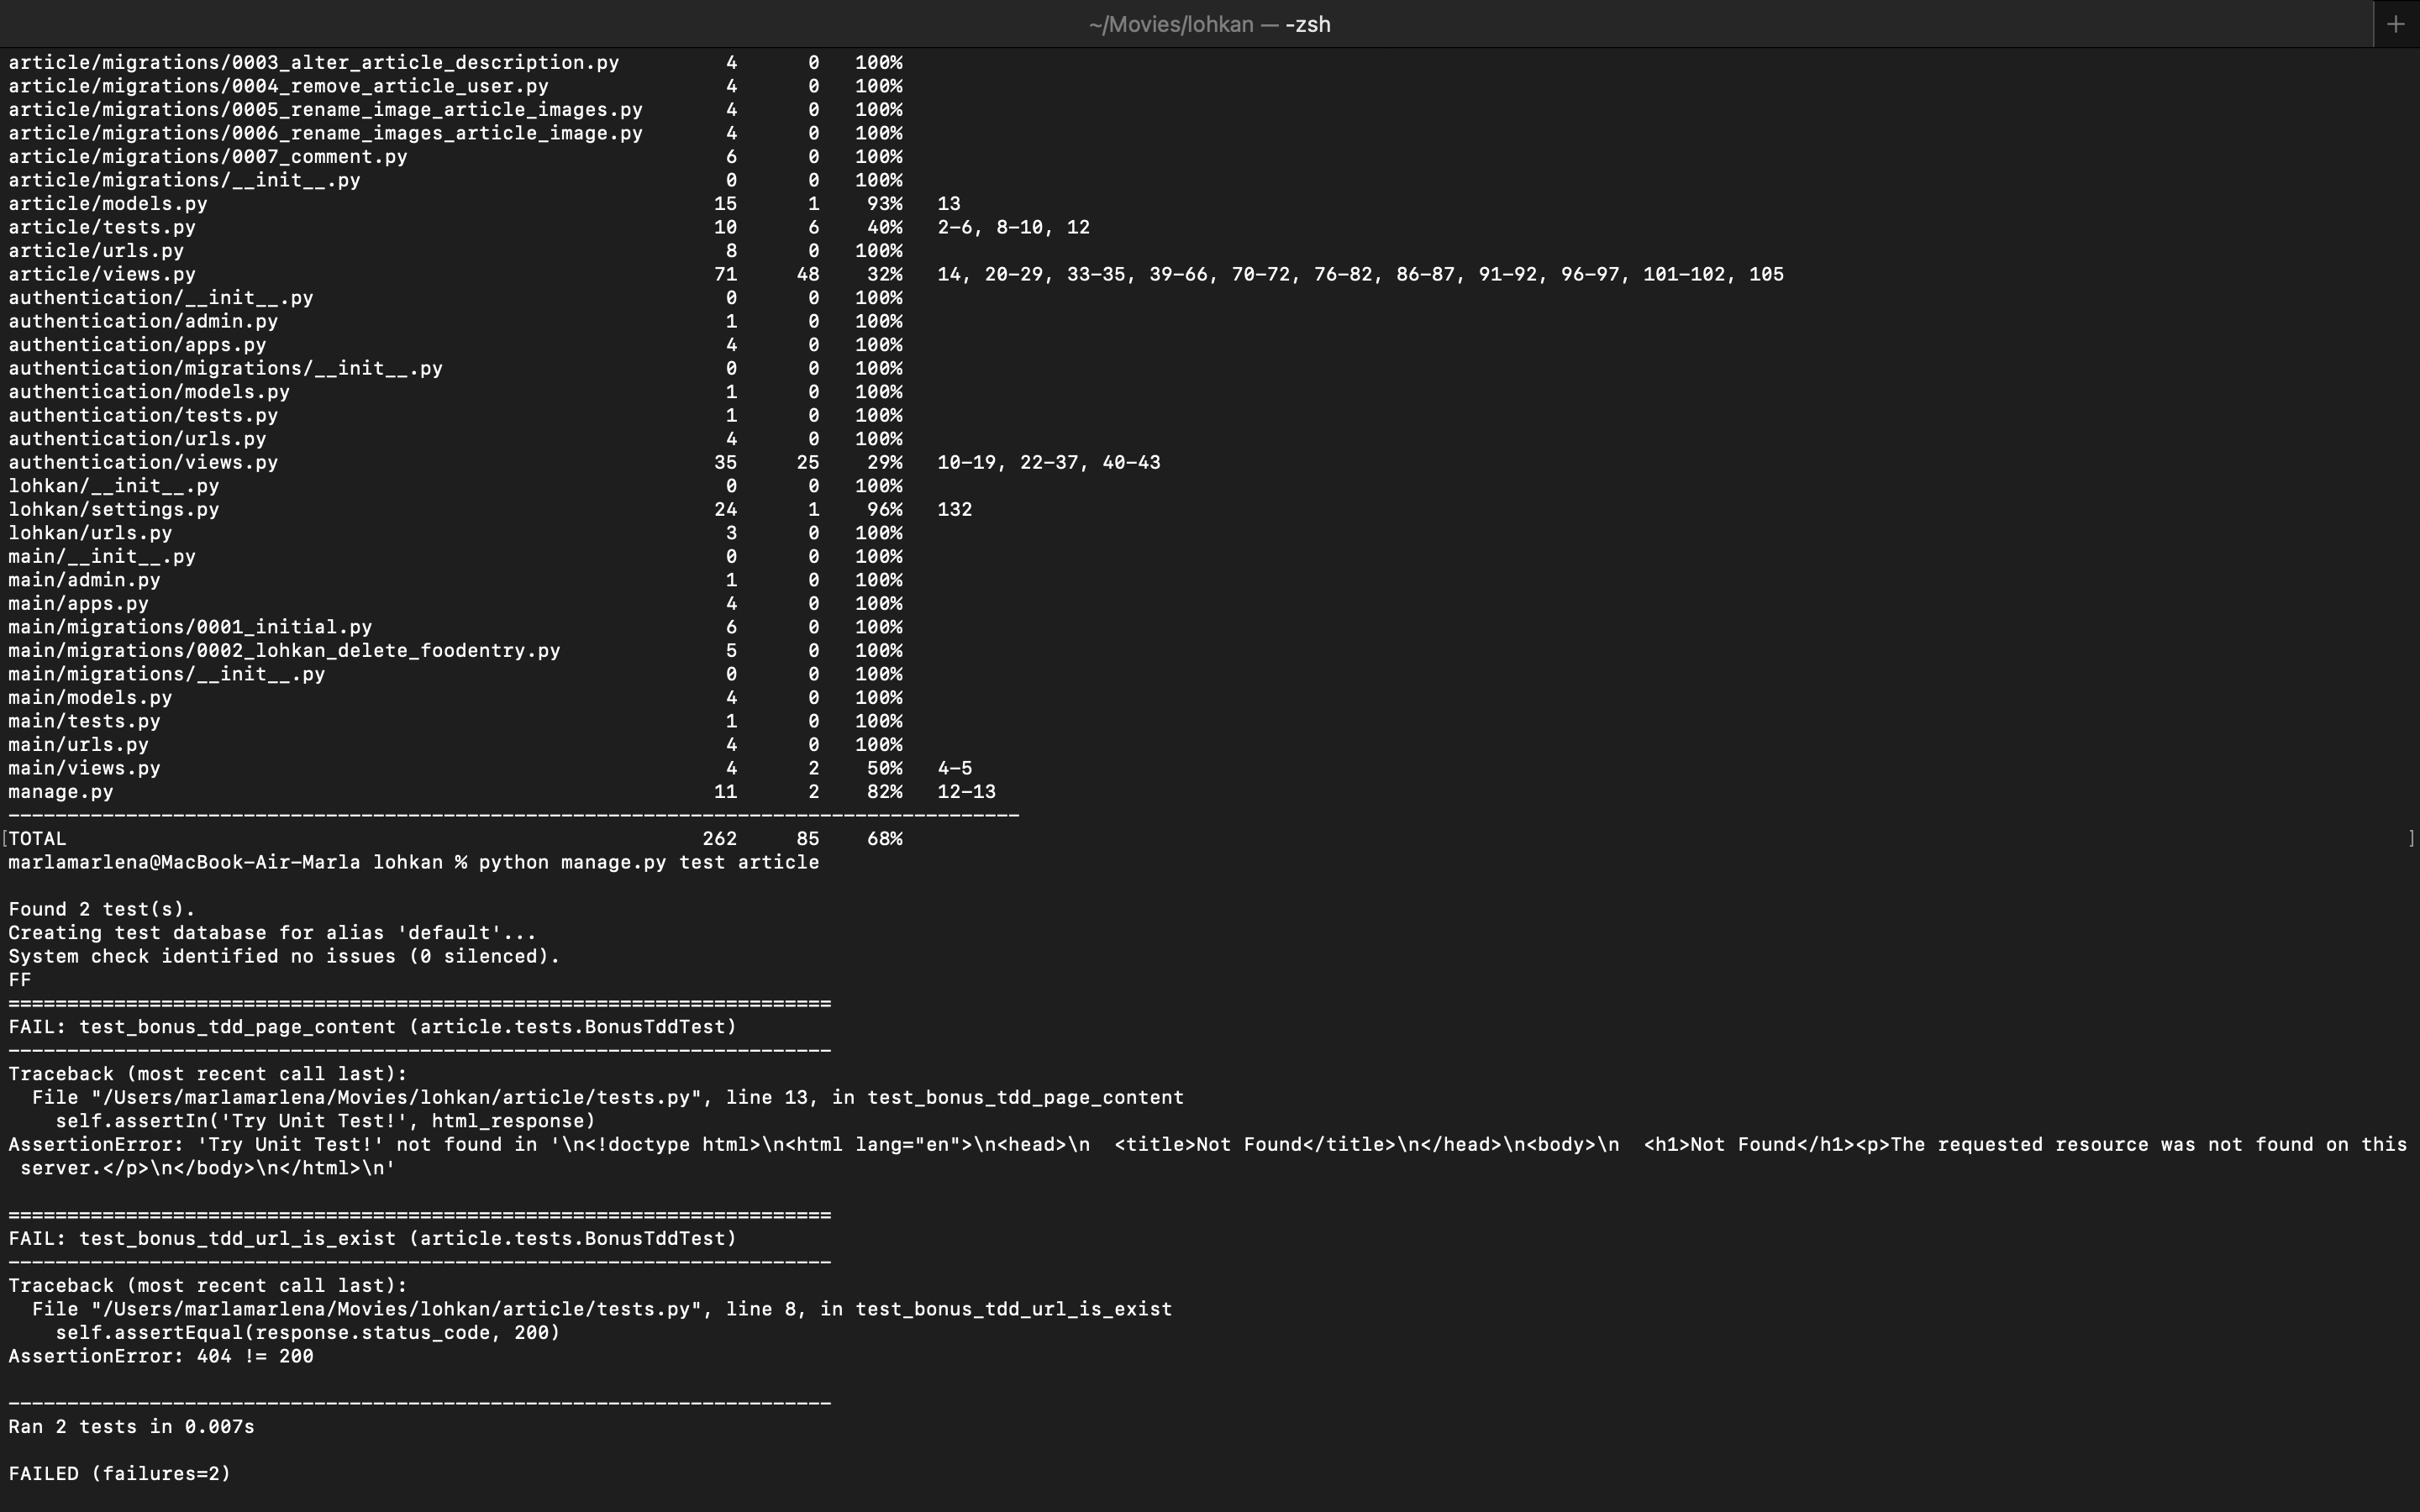 ~/Movies/lohkan — -zsh
+
article/migrations/0003_alter_article_description.py 4 0 100%
article/migrations/0004_remove_article_user.py 4 0 100%
article/migrations/0005_rename_image_article_images.py 4 0 100%
article/migrations/0006_rename_images_article_image.py 4 0 100%
article/migrations/0007_comment.py 6 0 100%
article/migrations/__init__.py 0 0 100%
article/models.py 15 1 93% 13
article/tests.py 10 6 40% 2-6, 8-10, 12
article/urls.py 8 0 100%
article/views.py 71 48 32% 14, 20-29, 33-35, 39-66, 70-72, 76-82, 86-87, 91-92, 96-97, 101-102, 105
authentication/__init__.py 0 0 100%
authentication/admin.py 1 0 100%
authentication/apps.py 4 0 100%
authentication/migrations/__init__.py 0 0 100%
authentication/models.py 1 0 100%
authentication/tests.py 1 0 100%
authentication/urls.py 4 0 100%
authentication/views.py 35 25 29% 10-19, 22-37, 40-43
lohkan/__init__.py 0 0 100%
lohkan/settings.py 24 1 96% 132
lohkan/urls.py 3 0 100%
main/__init__.py 0 0 100%
main/admin.py 1 0 100%
main/apps.py 4 0 100%
main/migrations/0001_initial.py 6 0 100%
main/migrations/0002_lohkan_delete_foodentry.py 5 0 100%
main/migrations/__init__.py 0 0 100%
main/models.py 4 0 100%
main/tests.py 1 0 100%
main/urls.py 4 0 100%
main/views.py 4 2 50% 4-5
manage.py 11 2 82% 12-13
--------------------------------------------------------------------------------------
[TOTAL 262 85 68% ]
marlamarlena@MacBook-Air-Marla lohkan % python manage.py test article
Found 2 test(s).
Creating test database for alias 'default'...
System check identified no issues (0 silenced).
FF
======================================================================
FAIL: test_bonus_tdd_page_content (article.tests.BonusTddTest)
----------------------------------------------------------------------
Traceback (most recent call last):
File "/Users/marlamarlena/Movies/lohkan/article/tests.py", line 13, in test_bonus_tdd_page_content
self.assertIn('Try Unit Test!', html_response)
AssertionError: 'Try Unit Test!' not found in '\n<!doctype html>\n<html lang="en">\n<head>\n  <title>Not Found</title>\n</head>\n<body>\n  <h1>Not Found</h1><p>The requested resource was not found on this
server.</p>\n</body>\n</html>\n'
======================================================================
FAIL: test_bonus_tdd_url_is_exist (article.tests.BonusTddTest)
----------------------------------------------------------------------
Traceback (most recent call last):
File "/Users/marlamarlena/Movies/lohkan/article/tests.py", line 8, in test_bonus_tdd_url_is_exist
self.assertEqual(response.status_code, 200)
AssertionError: 404 != 200
----------------------------------------------------------------------
Ran 2 tests in 0.007s
FAILED (failures=2)